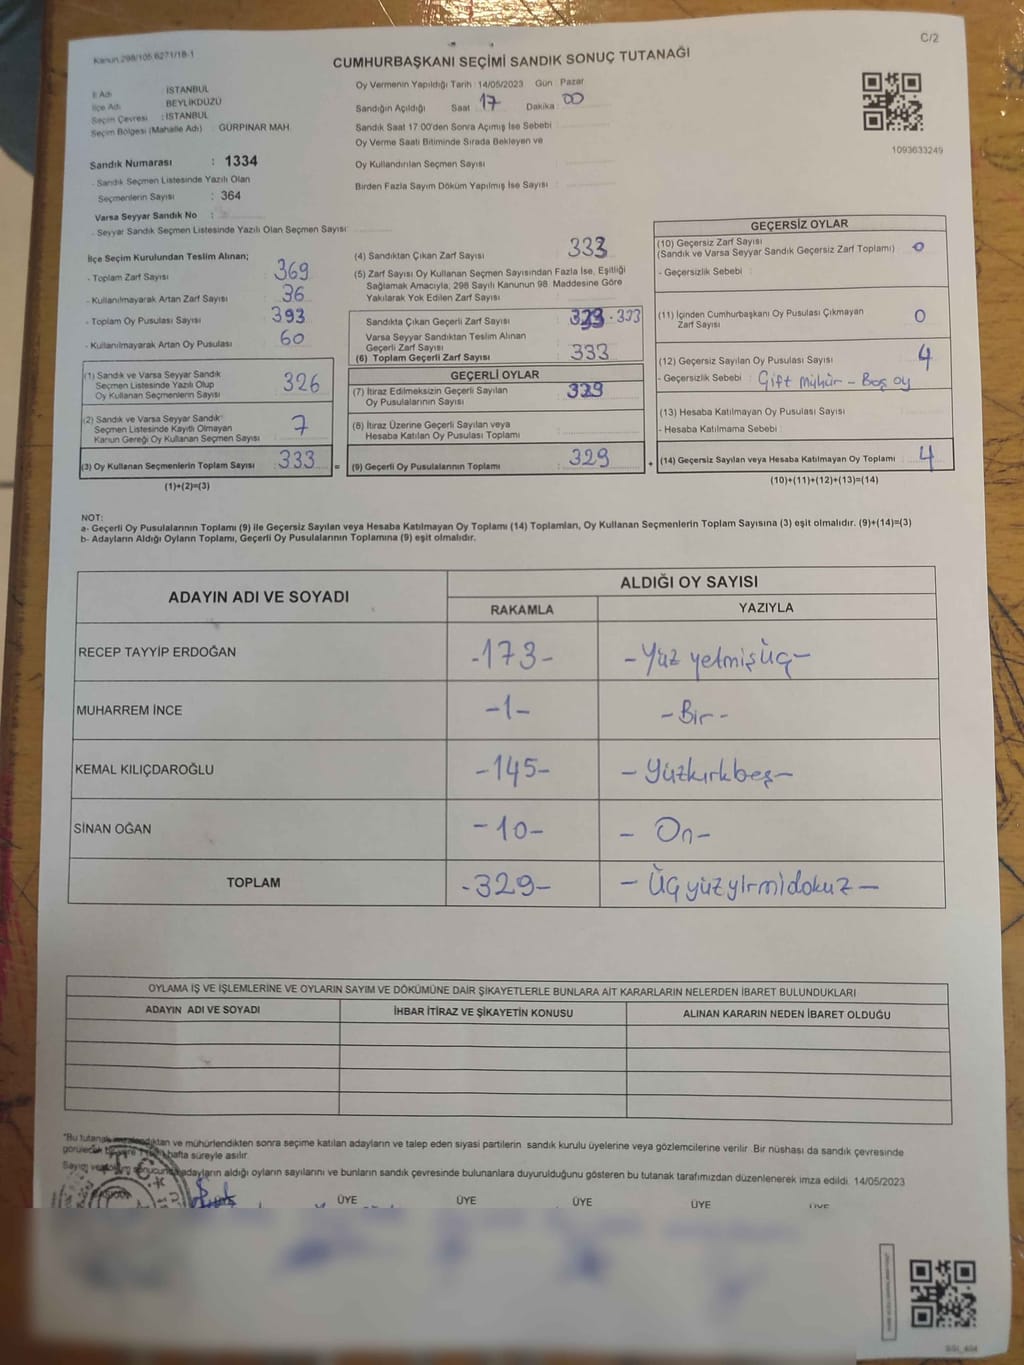 Kanun 298/105 6271/18-1
C/2
CUMHURBAŞKANI SEÇİMİ SANDIK SONUÇ TUTANAĞI
İl Adı : İSTANBUL
İlçe Adı : BEYLİKDÜZÜ
Seçim Çevresi : İSTANBUL
Seçim Bölgesi (Mahalle Adı) : GÜRPINAR MAH.
Sandık Numarası : 1334
- Sandık Seçmen Listesinde Yazılı Olan
Seçmenlerin Sayısı : 364
Varsa Seyyar Sandık No :
- Seyyar Sandık Seçmen Listesinde Yazılı Olan Seçmen Sayısı
Oy Vermenin Yapıldığı Tarih : 14/05/2023 Gün : Pazar
Sandığın Açıldığı Saat : 17 Dakika : 00
Sandık Saat 17:00'den Sonra Açımış İse Sebebi :
Oy Verme Saati Bitiminde Sırada Bekleyen ve
Oy Kullandırılan Seçmen Sayısı :
Birden Fazla Sayım Döküm Yapılmış İse Sayısı :
1093633249
İlçe Seçim Kurulundan Teslim Alınan;
- Toplam Zarf Sayısı : 369
- Kullanılmayarak Artan Zarf Sayısı : 36
- Toplam Oy Pusulası Sayısı : 393
- Kullanılmayarak Artan Oy Pusulası : 60
(1) Sandık ve Varsa Seyyar Sandık
Seçmen Listesinde Yazılı Olup
Oy Kullanan Seçmenlerin Sayısı : 326
(2) Sandık ve Varsa Seyyar Sandık
Seçmen Listesinde Kayıtlı Olmayan
Kanun Gereği Oy Kullanan Seçmen Sayısı : 7
(3) Oy Kullanan Seçmenlerin Toplam Sayısı : 333 =
(1)+(2)=(3)
(4) Sandıktan Çıkan Zarf Sayısı : 333
(5) Zarf Sayısı Oy Kullanan Seçmen Sayısından Fazla İse, Eşitliği
Sağlamak Amacıyla, 298 Sayılı Kanunun 98. Maddesine Göre
Yakılarak Yok Edilen Zarf Sayısı :
Sandıkta Çıkan Geçerli Zarf Sayısı : 333
Varsa Seyyar Sandıktan Teslim Alınan
Geçerli Zarf Sayısı
(6) Toplam Geçerli Zarf Sayısı : 333
GEÇERLİ OYLAR
(7) İtiraz Edilmeksizin Geçerli Sayılan
Oy Pusulalarının Sayısı : 329
(8) İtiraz Üzerine Geçerli Sayılan veya
Hesaba Katılan Oy Pusulası Toplamı
(9) Geçerli Oy Pusulalarının Toplamı : 329 +
GEÇERSİZ OYLAR
(10) Geçersiz Zarf Sayısı
(Sandık ve Varsa Seyyar Sandık Geçersiz Zarf Toplamı) : 0
- Geçersizlik Sebebi :
(11) İçinden Cumhurbaşkanı Oy Pusulası Çıkmayan
Zarf Sayısı : 0
(12) Geçersiz Sayılan Oy Pusulası Sayısı : 4
- Geçersizlik Sebebi : Çift mühür - Boş oy
(13) Hesaba Katılmayan Oy Pusulası Sayısı :
- Hesaba Katılmama Sebebi :
(14) Geçersiz Sayılan veya Hesaba Katılmayan Oy Toplamı : 4
(10)+(11)+(12)+(13)=(14)
NOT:
a- Geçerli Oy Pusulalarının Toplamı (9) ile Geçersiz Sayılan veya Hesaba Katılmayan Oy Toplamı (14) Toplamları, Oy Kullanan Seçmenlerin Toplam Sayısına (3) eşit olmalıdır. (9)+(14)=(3)
b- Adayların Aldığı Oyların Toplamı, Geçerli Oy Pusulalarının Toplamına (9) eşit olmalıdır.
ADAYIN ADI VE SOYADI
ALDIĞI OY SAYISI
RAKAMLA YAZIYLA
RECEP TAYYİP ERDOĞAN -173- -Yüz yetmişüç-
MUHARREM İNCE -1- -Bir-
KEMAL KILIÇDAROĞLU -145- -Yüzkırkbeş-
SİNAN OĞAN -10- - On-
TOPLAM -329- - Üçyüzyirmidokuz -
OYLAMA İŞ VE İŞLEMLERİNE VE OYLARIN SAYIM VE DÖKÜMÜNE DAİR ŞİKAYETLERLE BUNLARA AİT KARARLARIN NELERDEN İBARET BULUNDUKLARI
ADAYIN ADI VE SOYADI İHBAR İTİRAZ VE ŞİKAYETİN KONUSU ALINAN KARARIN NEDEN İBARET OLDUĞU
"Bu tutanak ve mühürlendikten sonra seçime katılan adayların ve talep eden siyasi partilerin sandık kurulu üyelerine veya gözlemcilerine verilir. Bir nüshası da sandık çevresinde
görülecek hafta süreyle asılır.
Sayım adayların aldığı oyların sayılarını ve bunların sandık çevresinde bulunanlara duyurulduğunu gösteren bu tutanak tarafımızdan düzenlenerek imza edildi. 14/05/2023
ÜYE ÜYE ÜYE ÜYE ÜYE